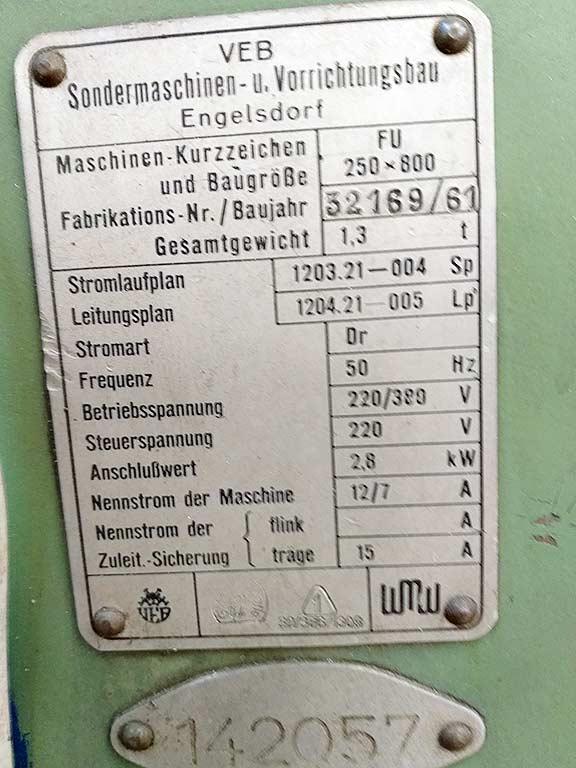 VEB
Sondermaschinen- u. Vorrichtungsbau
Engelsdorf
Maschinen-Kurzzeichen FU
und Baugröße 250×800
Fabrikations-Nr./Baujahr 32169/61
Gesamtgewicht 1,3 t
Stromlaufplan 1203.21—004 Sp
Leitungsplan 1204.21—005 Lp
Stromart Dr
Frequenz 50 Hz
Betriebsspannung 220/380 V
Steuerspannung 220 V
Anschlußwert 2,8 kW
Nennstrom der Maschine 12/7 A
Nennstrom der flink A
Zuleit.-Sicherung träge 15 A
VEB 1 WMW
142057